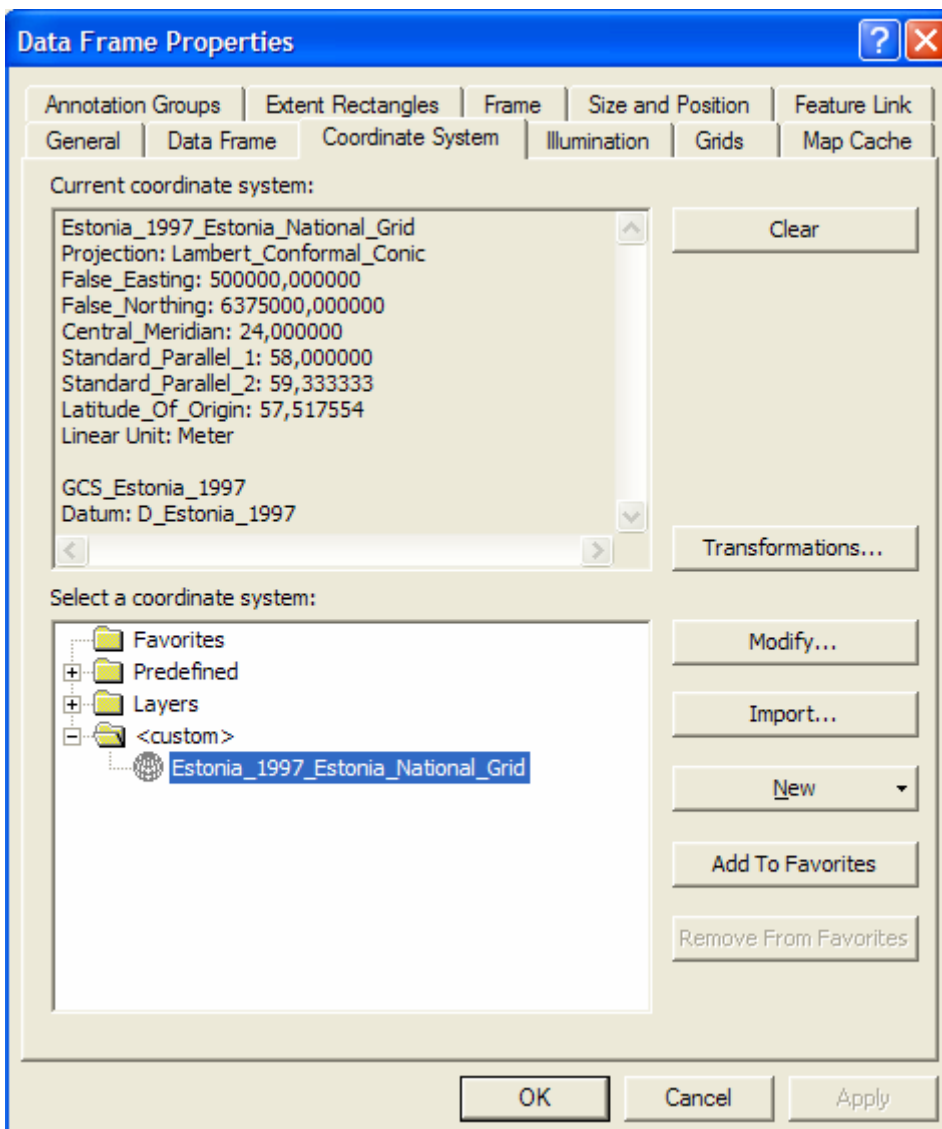 Data Frame Properties
Annotation Groups Extent Rectangles Frame Size and Position Feature Link
General Data Frame Coordinate System Illumination Grids Map Cache
Current coordinate system:
Estonia_1997_Estonia_National_Grid
Projection: Lambert_Conformal_Conic
False_Easting: 500000,000000
False_Northing: 6375000,000000
Central_Meridian: 24,000000
Standard_Parallel_1: 58,000000
Standard_Parallel_2: 59,333333
Latitude_Of_Origin: 57,517554
Linear Unit: Meter
GCS_Estonia_1997
Datum: D_Estonia_1997
Clear
Transformations...
Select a coordinate system:
Favorites
Predefined
Layers
<custom>
Estonia_1997_Estonia_National_Grid
Modify...
Import...
New
Add To Favorites
Remove From Favorites
OK Cancel Apply